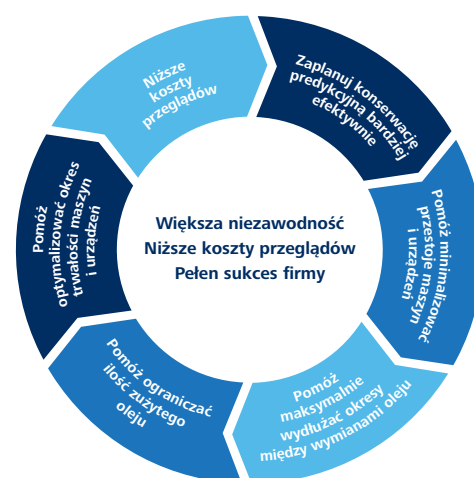 Niższe
koszty
przeglądów
Zaplanuj konserwację
predykcyjną bardziej
efektywnie
Pomóż minimalizować
przestoje maszyn
i urządzeń
Pomóż
maksymalnie
wydłużać okresy
między wymianami oleju
Pomóż ograniczać
ilość zużytego
oleju
Pomóż
optymalizować okres
trwałości maszyn
i urządzeń
Większa niezawodność
Niższe koszty przeglądów
Pełen sukces firmy